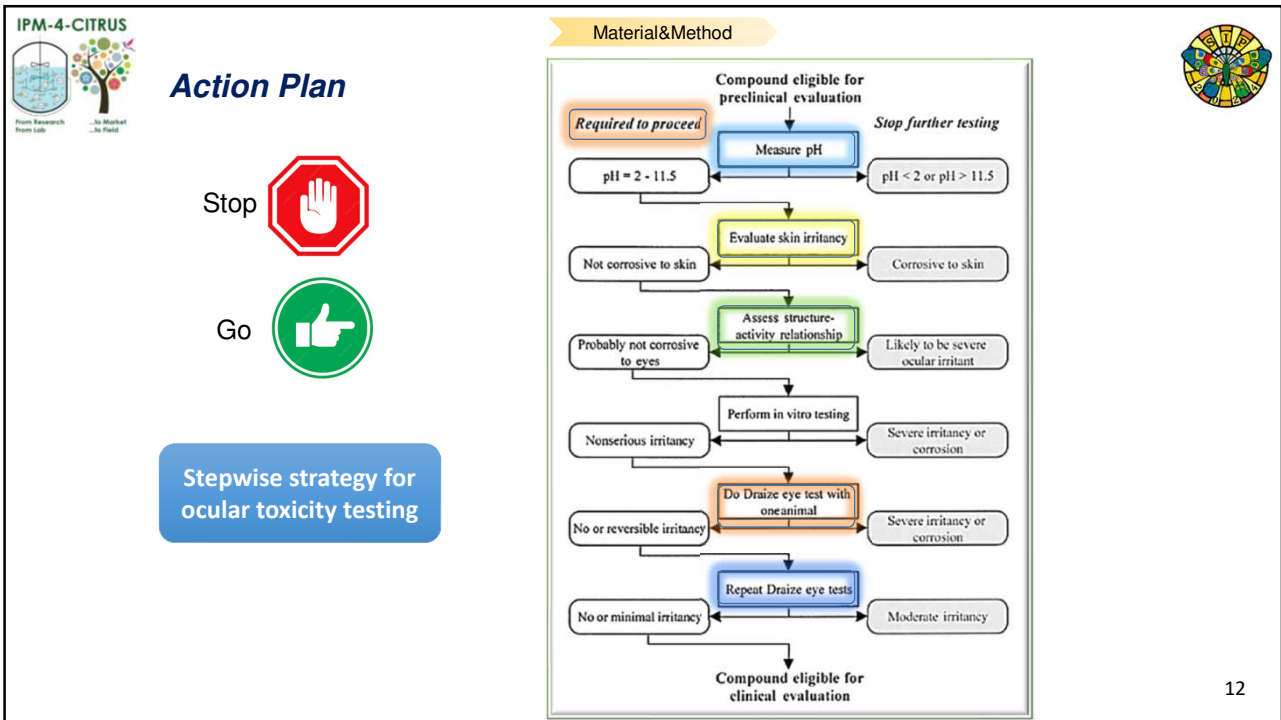 IPM-4-CITRUS
From Research
From Lab
...to Market
...to Field
Action Plan
Material&Method
STIP
2024
Stop
Go
Stepwise strategy for
ocular toxicity testing
Compound eligible for
preclinical evaluation
Required to proceed
Stop further testing
Measure pH
pH = 2 - 11.5
pH < 2 or pH > 11.5
Evaluate skin irritancy
Not corrosive to skin
Corrosive to skin
Assess structure-
activity relationship
Probably not corrosive
to eyes
Likely to be severe
ocular irritant
Perform in vitro testing
Nonserious irritancy
Severe irritancy or
corrosion
Do Draize eye test with
oneanimal
No or reversible irritancy
Severe irritancy or
corrosion
Repeat Draize eye tests
No or minimal irritancy
Moderate irritancy
Compound eligible for
clinical evaluation
12